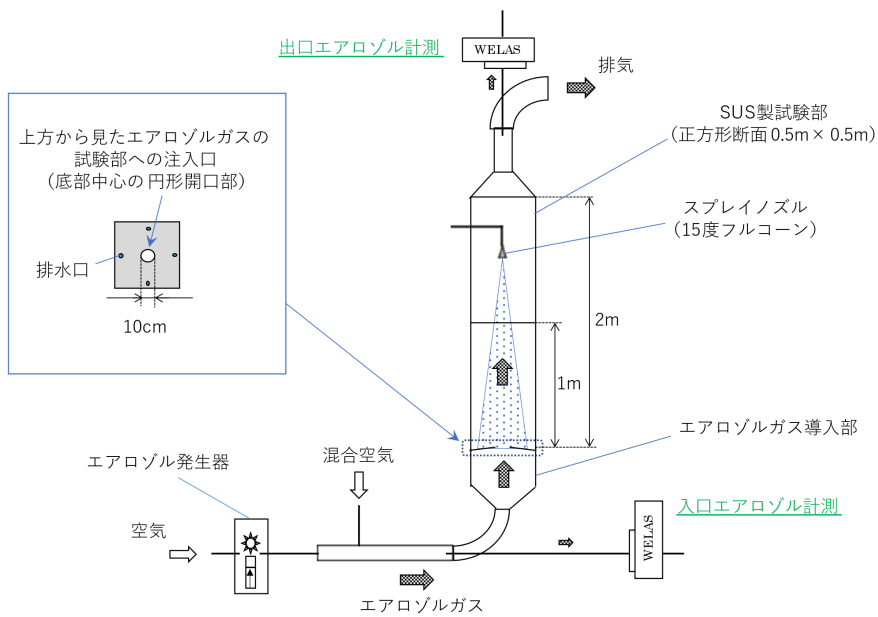 出口エアロゾル計測
WELAS
排気
SUS製試験部
(正方形断面 0.5m× 0.5m)
上方から見たエアロゾルガスの
試験部への注入口
(底部中心の 円形開口部)
スプレイノズル
(15度フルコーン)
排水口
10cm
2m
1m
エアロゾルガス導入部
エアロゾル発生器
混合空気
入口エアロゾル計測
空気
WELAS
エアロゾルガス